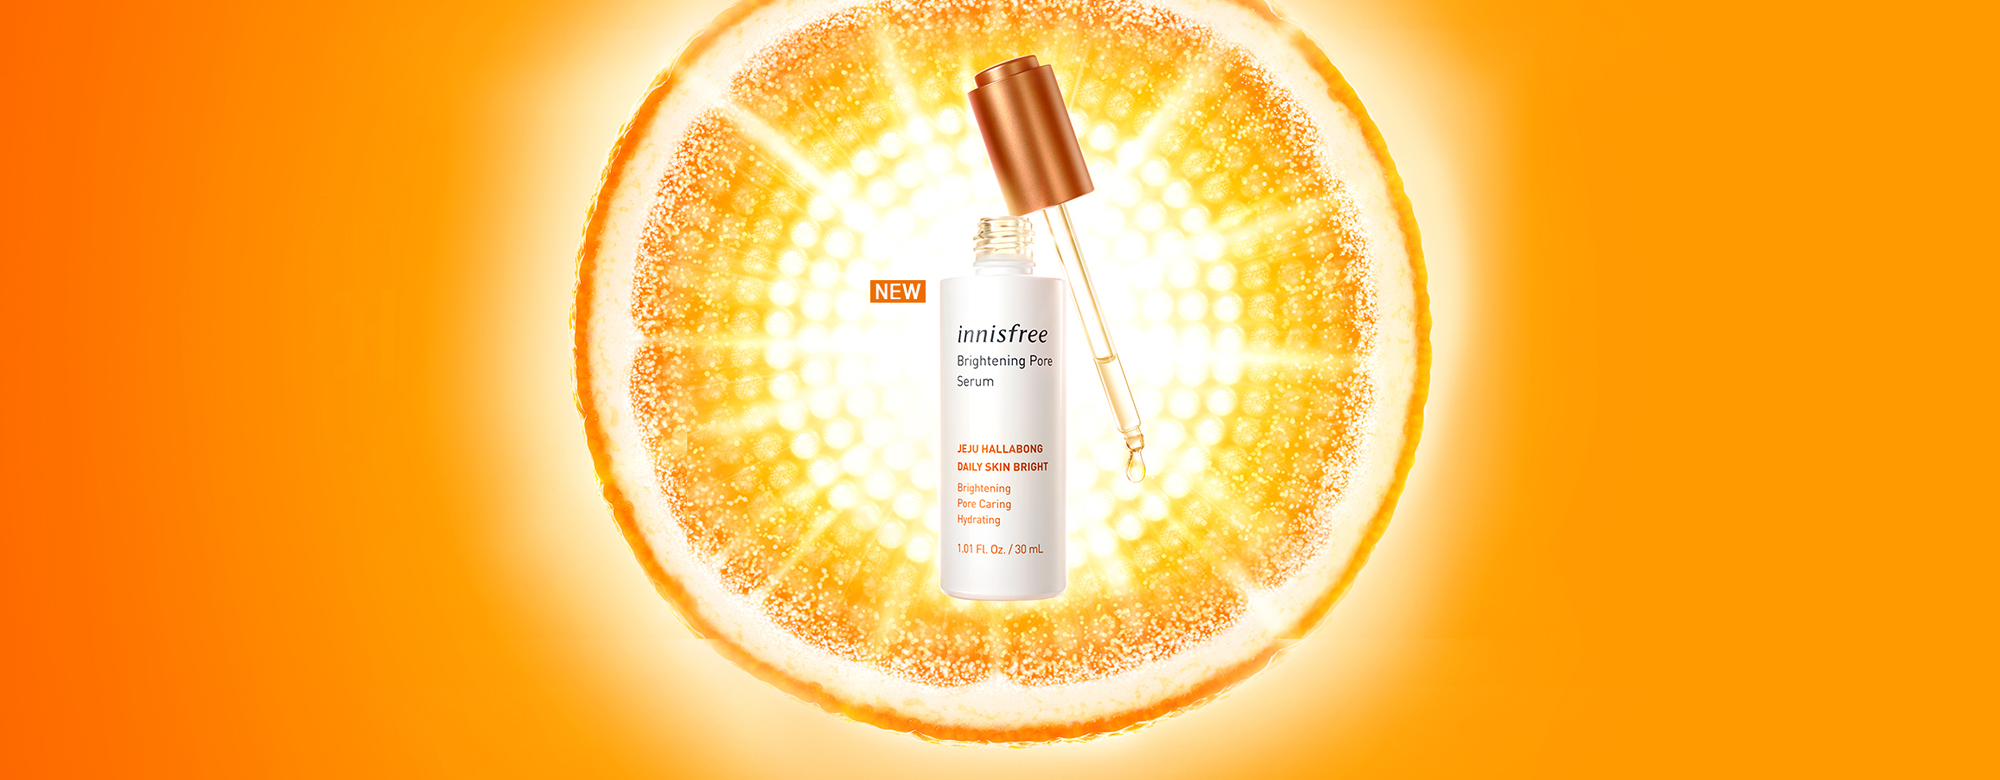 NEW
innisfree
Brightening Pore
Serum
JEJU HALLABONG
DAILY SKIN BRIGHT
Brightening
Pore Caring
Hydrating
1.01 FL. Oz. / 30 mL